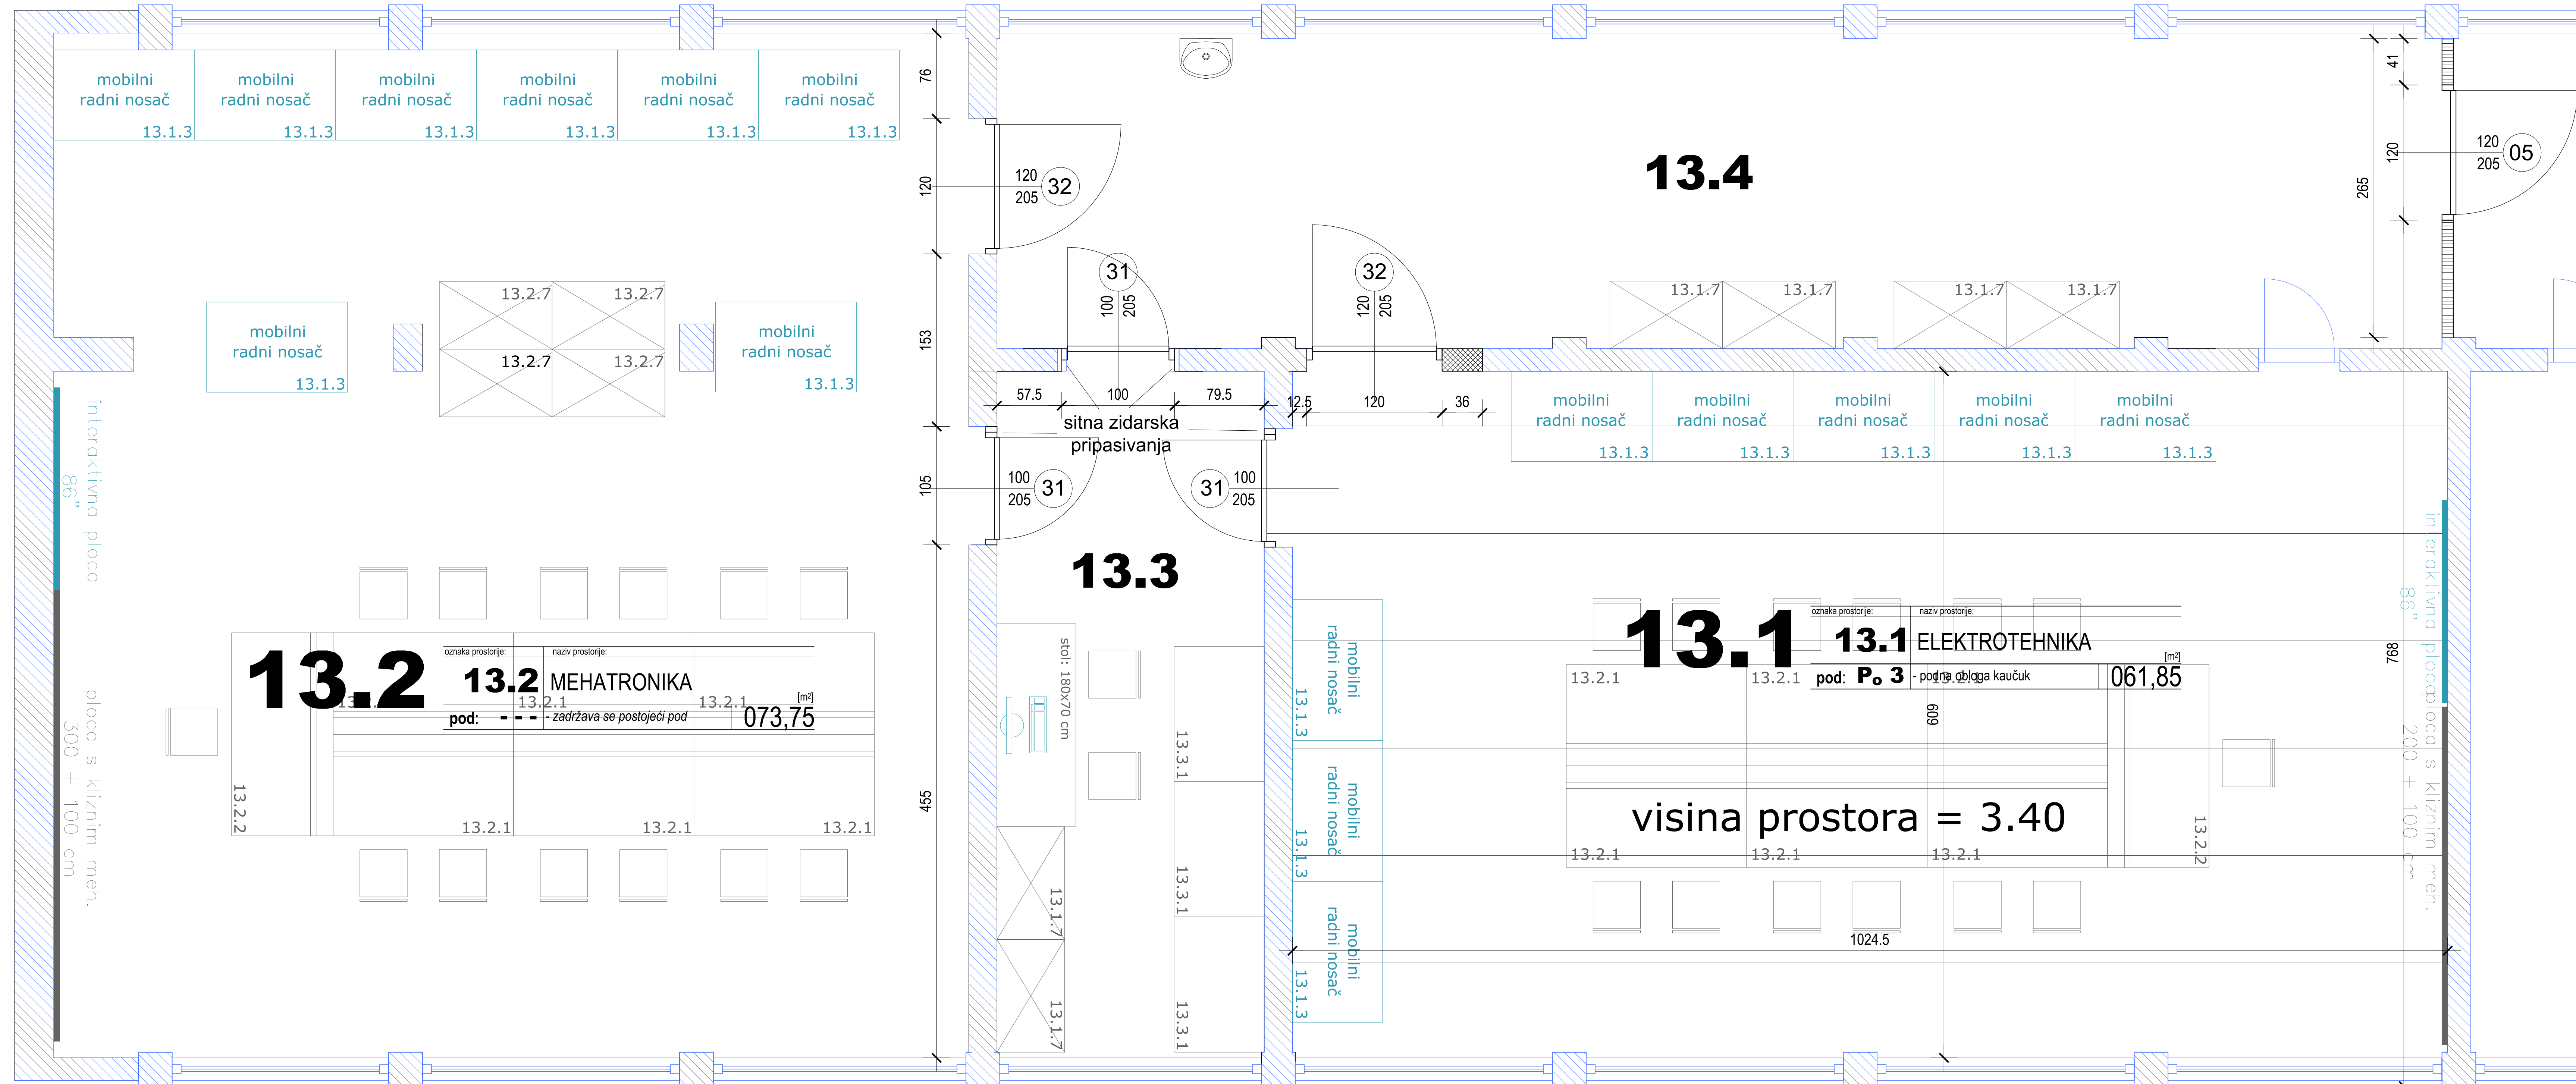 mobilni
radni nosač
13.1.3
mobilni
radni nosač
13.1.3
mobilni
radni nosač
13.1.3
mobilni
radni nosač
13.1.3
mobilni
radni nosač
13.1.3
mobilni
radni nosač
13.1.3
76
120
153
105
455
120
205
32
13.4
41
120
265
120
205
05
13.2.7
13.2.7
13.2.7
13.2.7
mobilni
radni nosač
13.1.3
mobilni
radni nosač
13.1.3
31
100
205
32
120
205
13.1.7
13.1.7
13.1.7
13.1.7
57.5
100
79.5
12.5
120
36
sitna zidarska
pripasivanja
100
205
31
31
100
205
mobilni
radni nosač
13.1.3
mobilni
radni nosač
13.1.3
mobilni
radni nosač
13.1.3
mobilni
radni nosač
13.1.3
mobilni
radni nosač
13.1.3
interaktivna ploca
86”
ploca s kliznim meh.
300 + 100 cm
13.2
oznaka prostorije:
naziv prostorije:
13.2 MEHATRONIKA
[m²]
pod: - - - - zadržava se postojeći pod
073,75
13.2.1
13.2.1
13.2.1
13.2.1
13.2.1
13.2.1
13.2.2
13.3
stol: 180x70 cm
13.3.1
13.3.1
13.3.1
13.1.7
13.1.7
mobilni
radni nosač
13.1.3
mobilni
radni nosač
13.1.3
mobilni
radni nosač
13.1.3
13.1
oznaka prostorije:
naziv prostorije:
13.1 ELEKTROTEHNIKA
[m²]
pod: Pₒ 3 - podna obloga kaučuk
061,85
13.2.1
13.2.1
13.2.1
609
visina prostora = 3.40
13.2.1
13.2.1
13.2.1
13.2.2
1024.5
768
interaktivna ploca
86”
ploca s kliznim meh.
200 + 100 cm